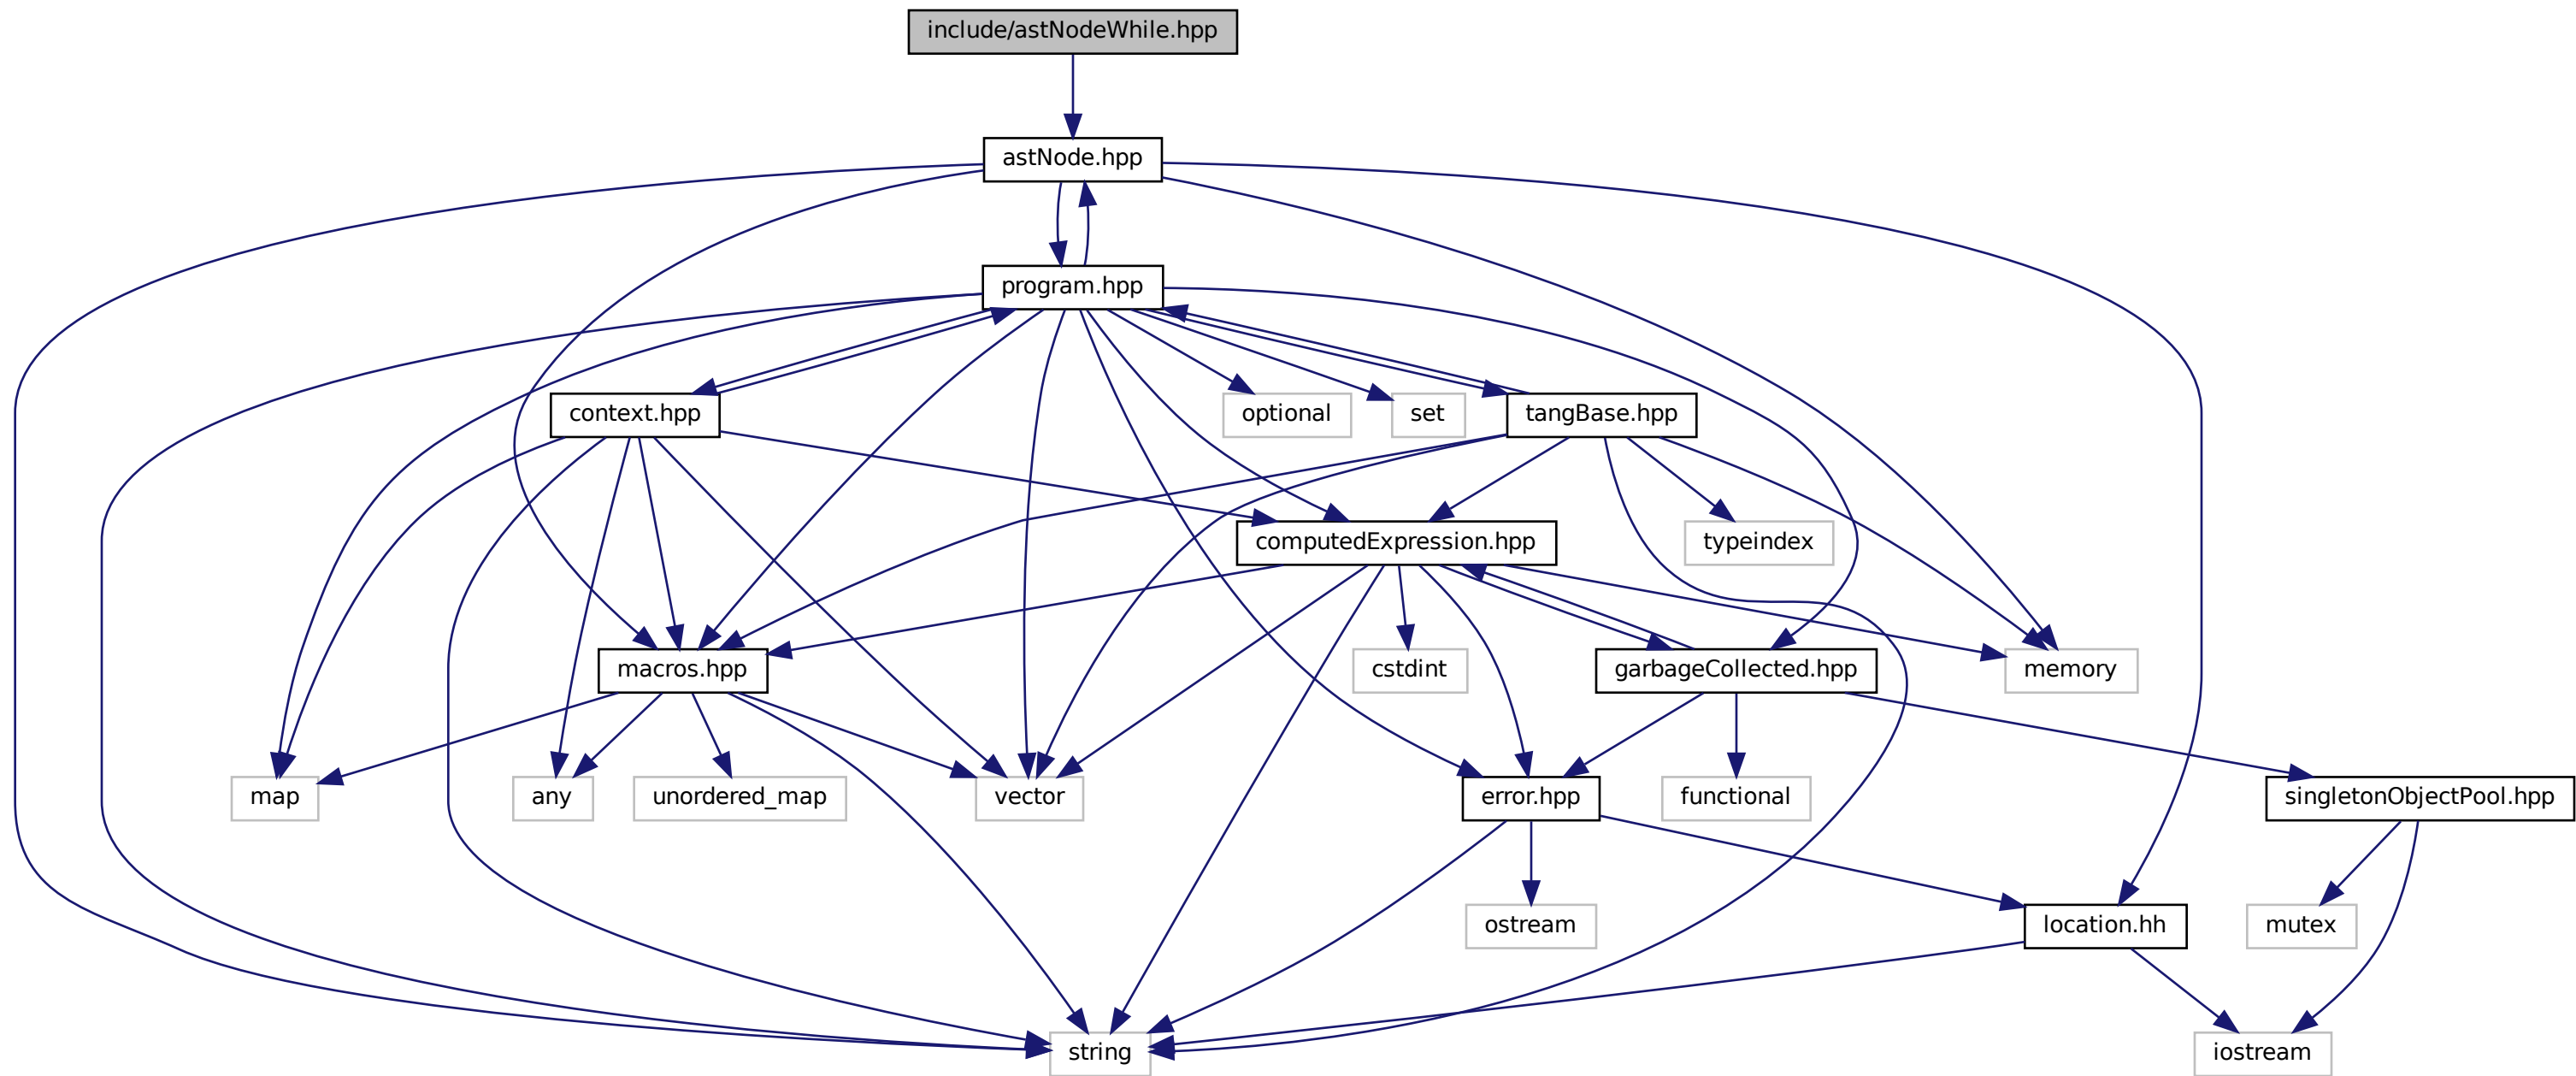 include/astNodeWhile.hpp
astNode.hpp
program.hpp
context.hpp
optional
set
tangBase.hpp
computedExpression.hpp
typeindex
macros.hpp
cstdint
garbageCollected.hpp
memory
map
any
unordered_map
vector
error.hpp
functional
singletonObjectPool.hpp
ostream
location.hh
mutex
string
iostream